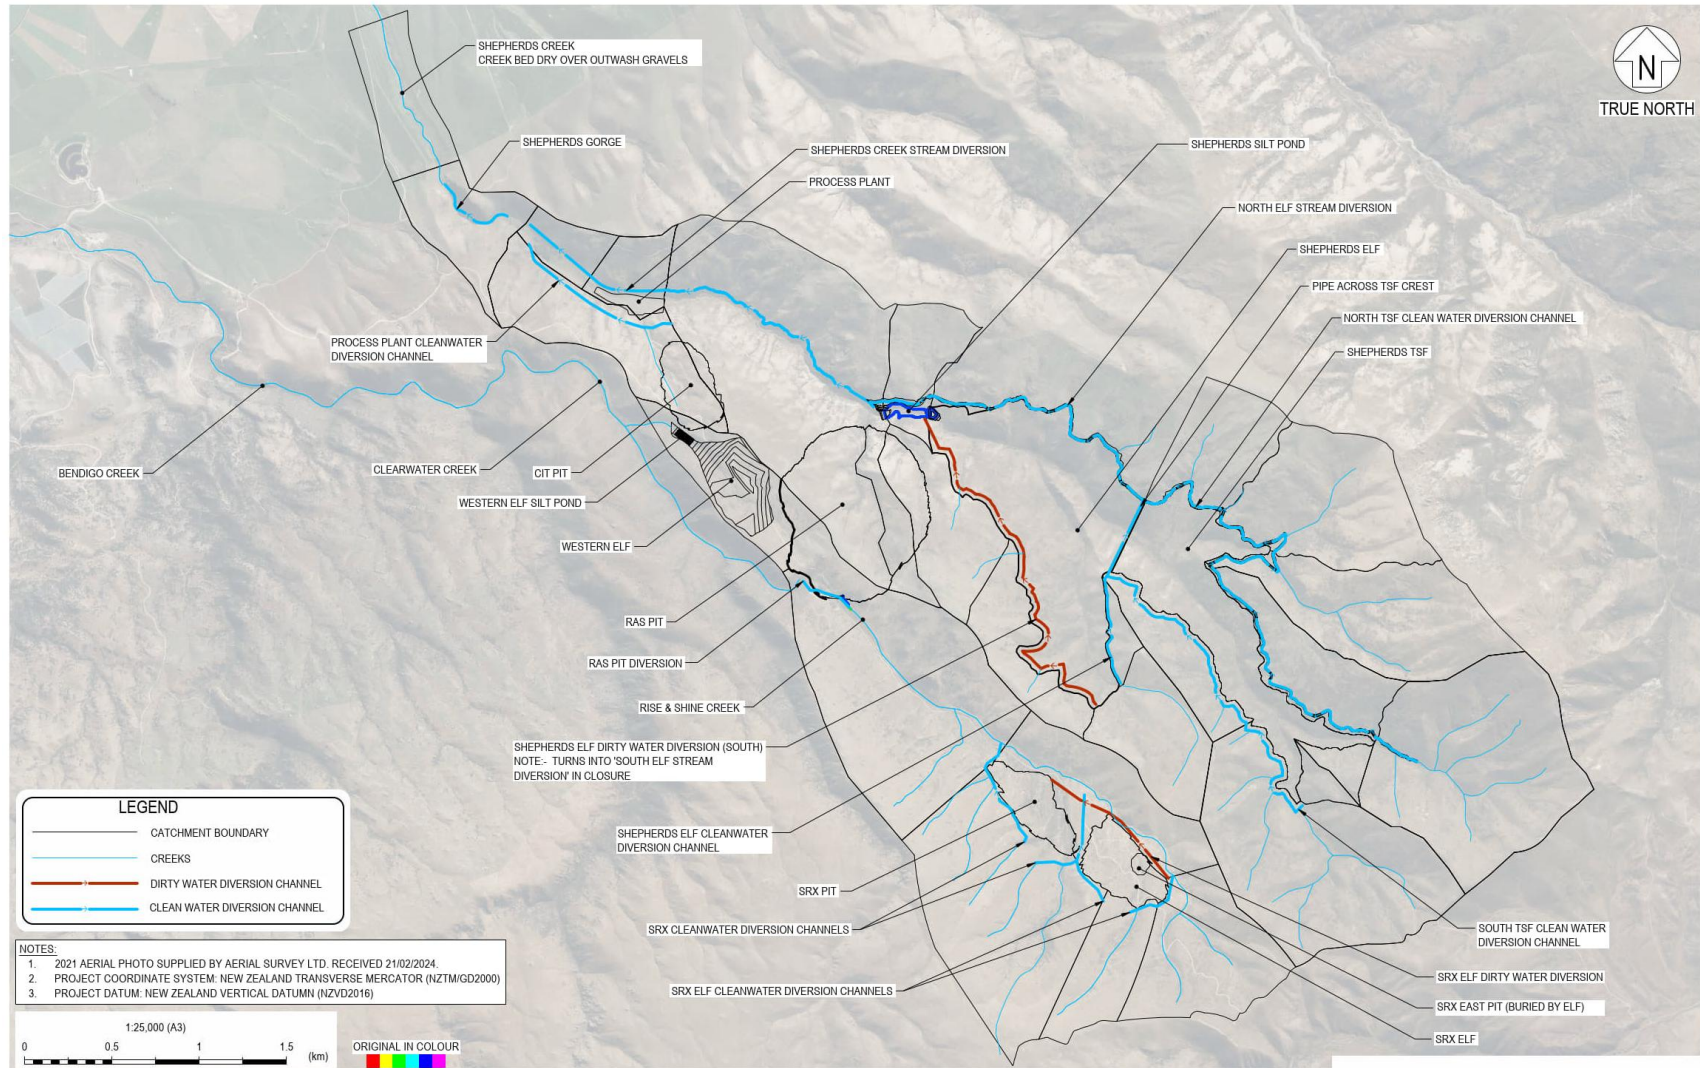 SHEPHERDS CREEK
CREEK BED DRY OVER OUTWASH GRAVELS
N
TRUE NORTH
SHEPHERDS GORGE
SHEPHERDS CREEK STREAM DIVERSION
SHEPHERDS SILT POND
PROCESS PLANT
NORTH ELF STREAM DIVERSION
SHEPHERDS ELF
PIPE ACROSS TSF CREST
NORTH TSF CLEAN WATER DIVERSION CHANNEL
SHEPHERDS TSF
PROCESS PLANT CLEANWATER
DIVERSION CHANNEL
BENDIGO CREEK
CLEARWATER CREEK
CIT PIT
WESTERN ELF SILT POND
WESTERN ELF
RAS PIT
RAS PIT DIVERSION
RISE & SHINE CREEK
SHEPHERDS ELF DIRTY WATER DIVERSION (SOUTH)
NOTE:- TURNS INTO 'SOUTH ELF STREAM
DIVERSION' IN CLOSURE
SHEPHERDS ELF CLEANWATER
DIVERSION CHANNEL
SRX PIT
SRX CLEANWATER DIVERSION CHANNELS
SRX ELF CLEANWATER DIVERSION CHANNELS
SOUTH TSF CLEAN WATER
DIVERSION CHANNEL
SRX ELF DIRTY WATER DIVERSION
SRX EAST PIT (BURIED BY ELF)
SRX ELF
LEGEND
CATCHMENT BOUNDARY
CREEKS
DIRTY WATER DIVERSION CHANNEL
CLEAN WATER DIVERSION CHANNEL
NOTES:
1. 2021 AERIAL PHOTO SUPPLIED BY AERIAL SURVEY LTD. RECEIVED 21/02/2024.
2. PROJECT COORDINATE SYSTEM: NEW ZEALAND TRANSVERSE MERCATOR (NZTM/GD2000)
3. PROJECT DATUM: NEW ZEALAND VERTICAL DATUMN (NZVD2016)
1:25,000 (A3)
0 0.5 1 1.5 (km)
ORIGINAL IN COLOUR